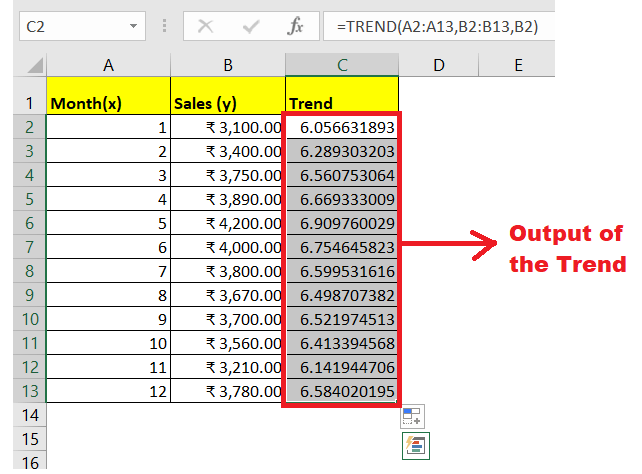 C2 fx =TREND(A2:A13,B2:B13,B2)
A B C D E
1 Month(x) Sales (y) Trend
2 1 ₹ 3,100.00 6.056631893
3 2 ₹ 3,400.00 6.289303203
4 3 ₹ 3,750.00 6.560753064
5 4 ₹ 3,890.00 6.669333009
6 5 ₹ 4,200.00 6.909760029
7 6 ₹ 4,000.00 6.754645823
8 7 ₹ 3,800.00 6.599531616
9 8 ₹ 3,670.00 6.498707382
10 9 ₹ 3,700.00 6.521974513
11 10 ₹ 3,560.00 6.413394568
12 11 ₹ 3,210.00 6.141944706
13 12 ₹ 3,780.00 6.584020195
14
15
16
Output of
the Trend